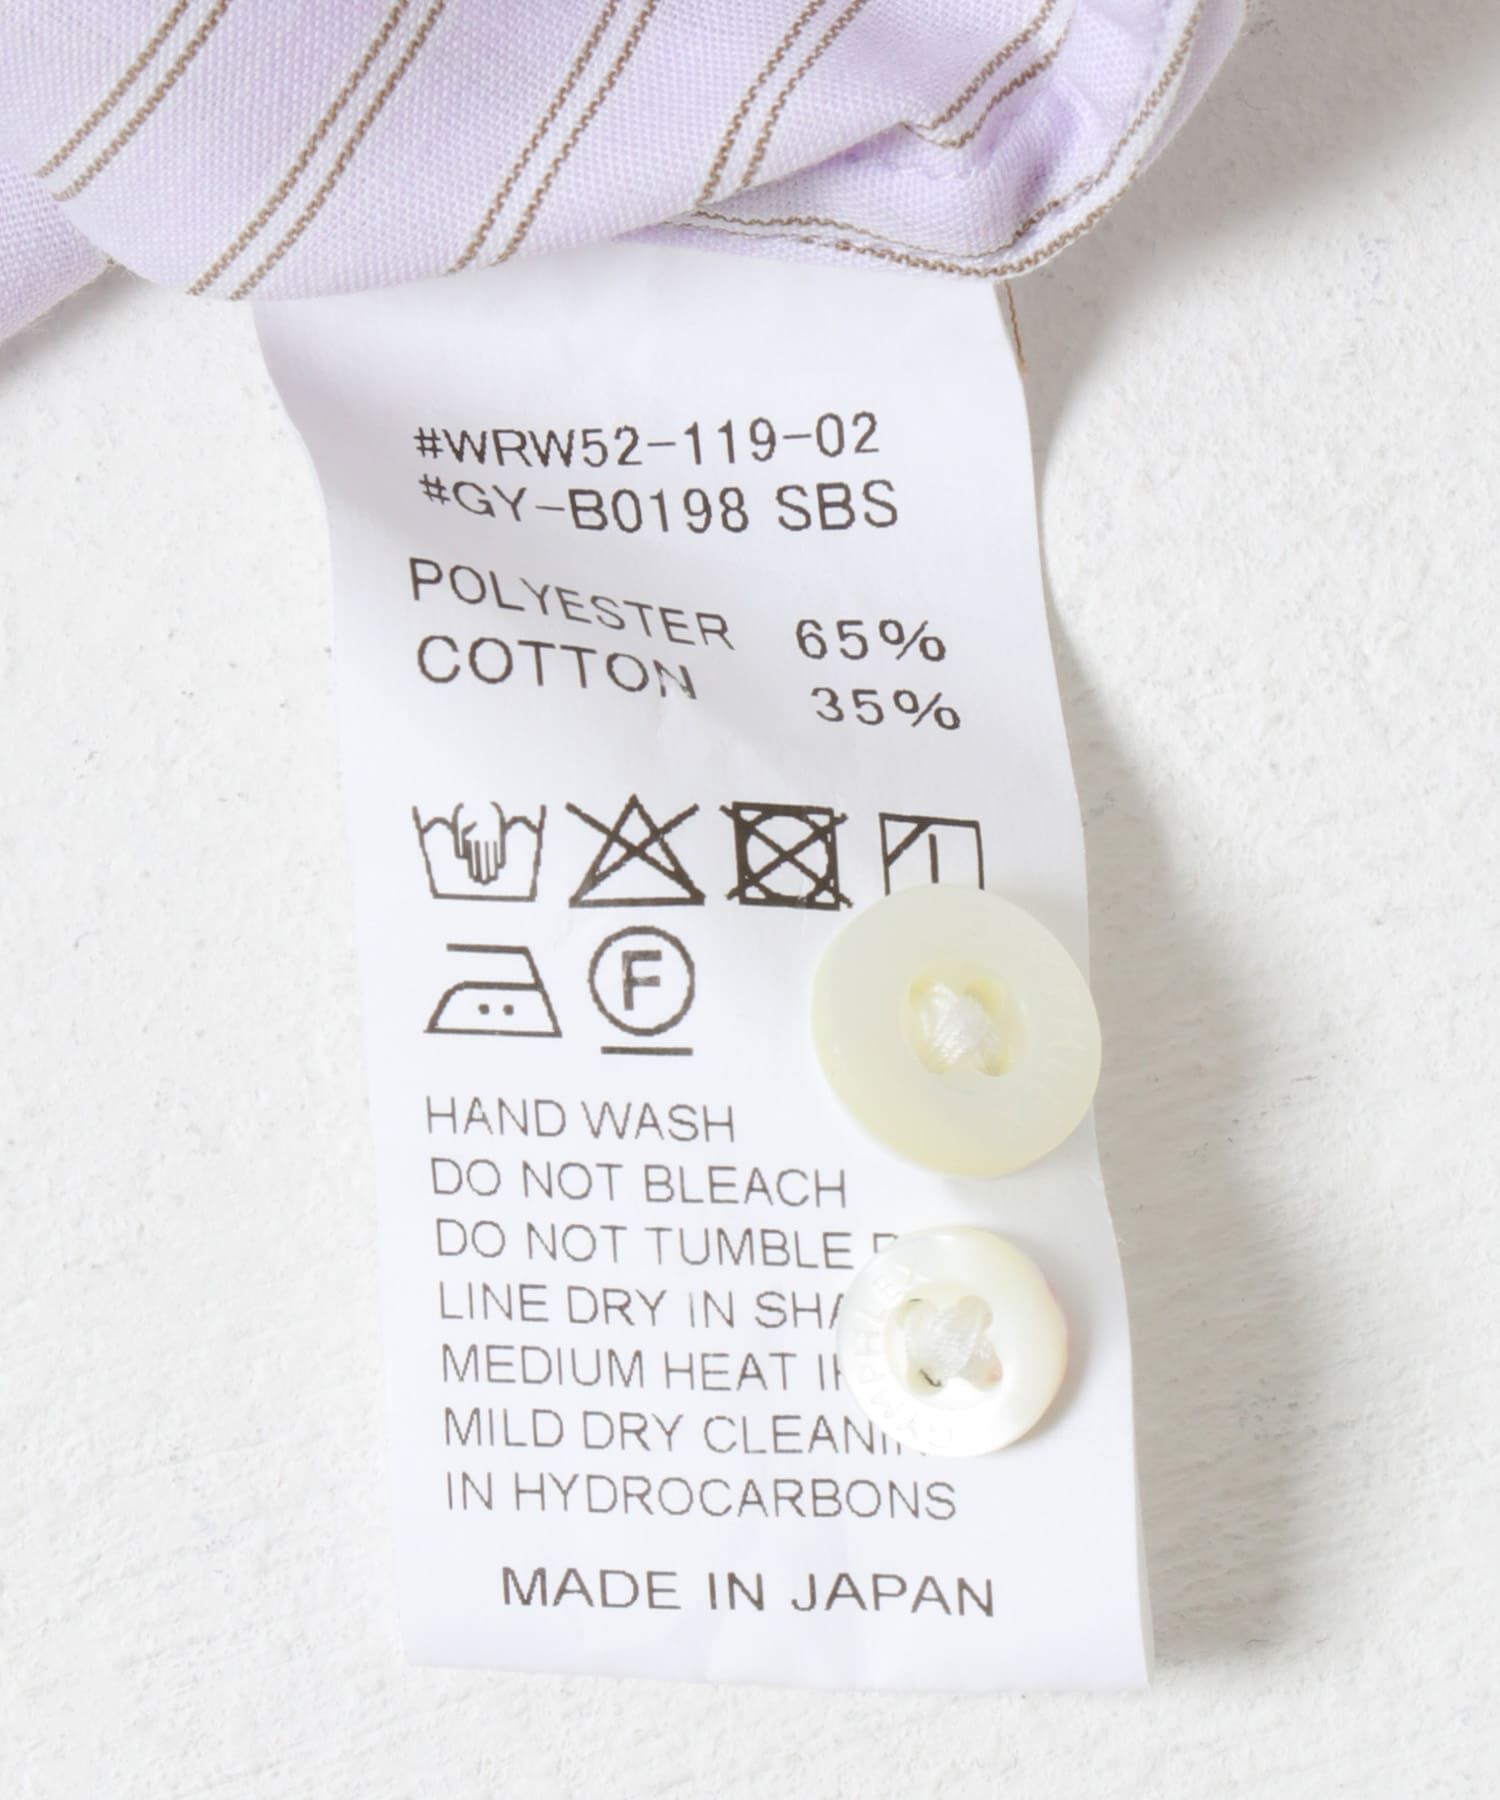 #WRW52-119-02
#GY-B0198 SBS
POLYESTER 65%
COTTON 35%
F
HAND WASH
DO NOT BLEACH
DO NOT TUMBLE
LINE DRY IN
MEDIUM HEAT
MILD DRY
IN HYDROCARBONS
MADE IN JAPAN